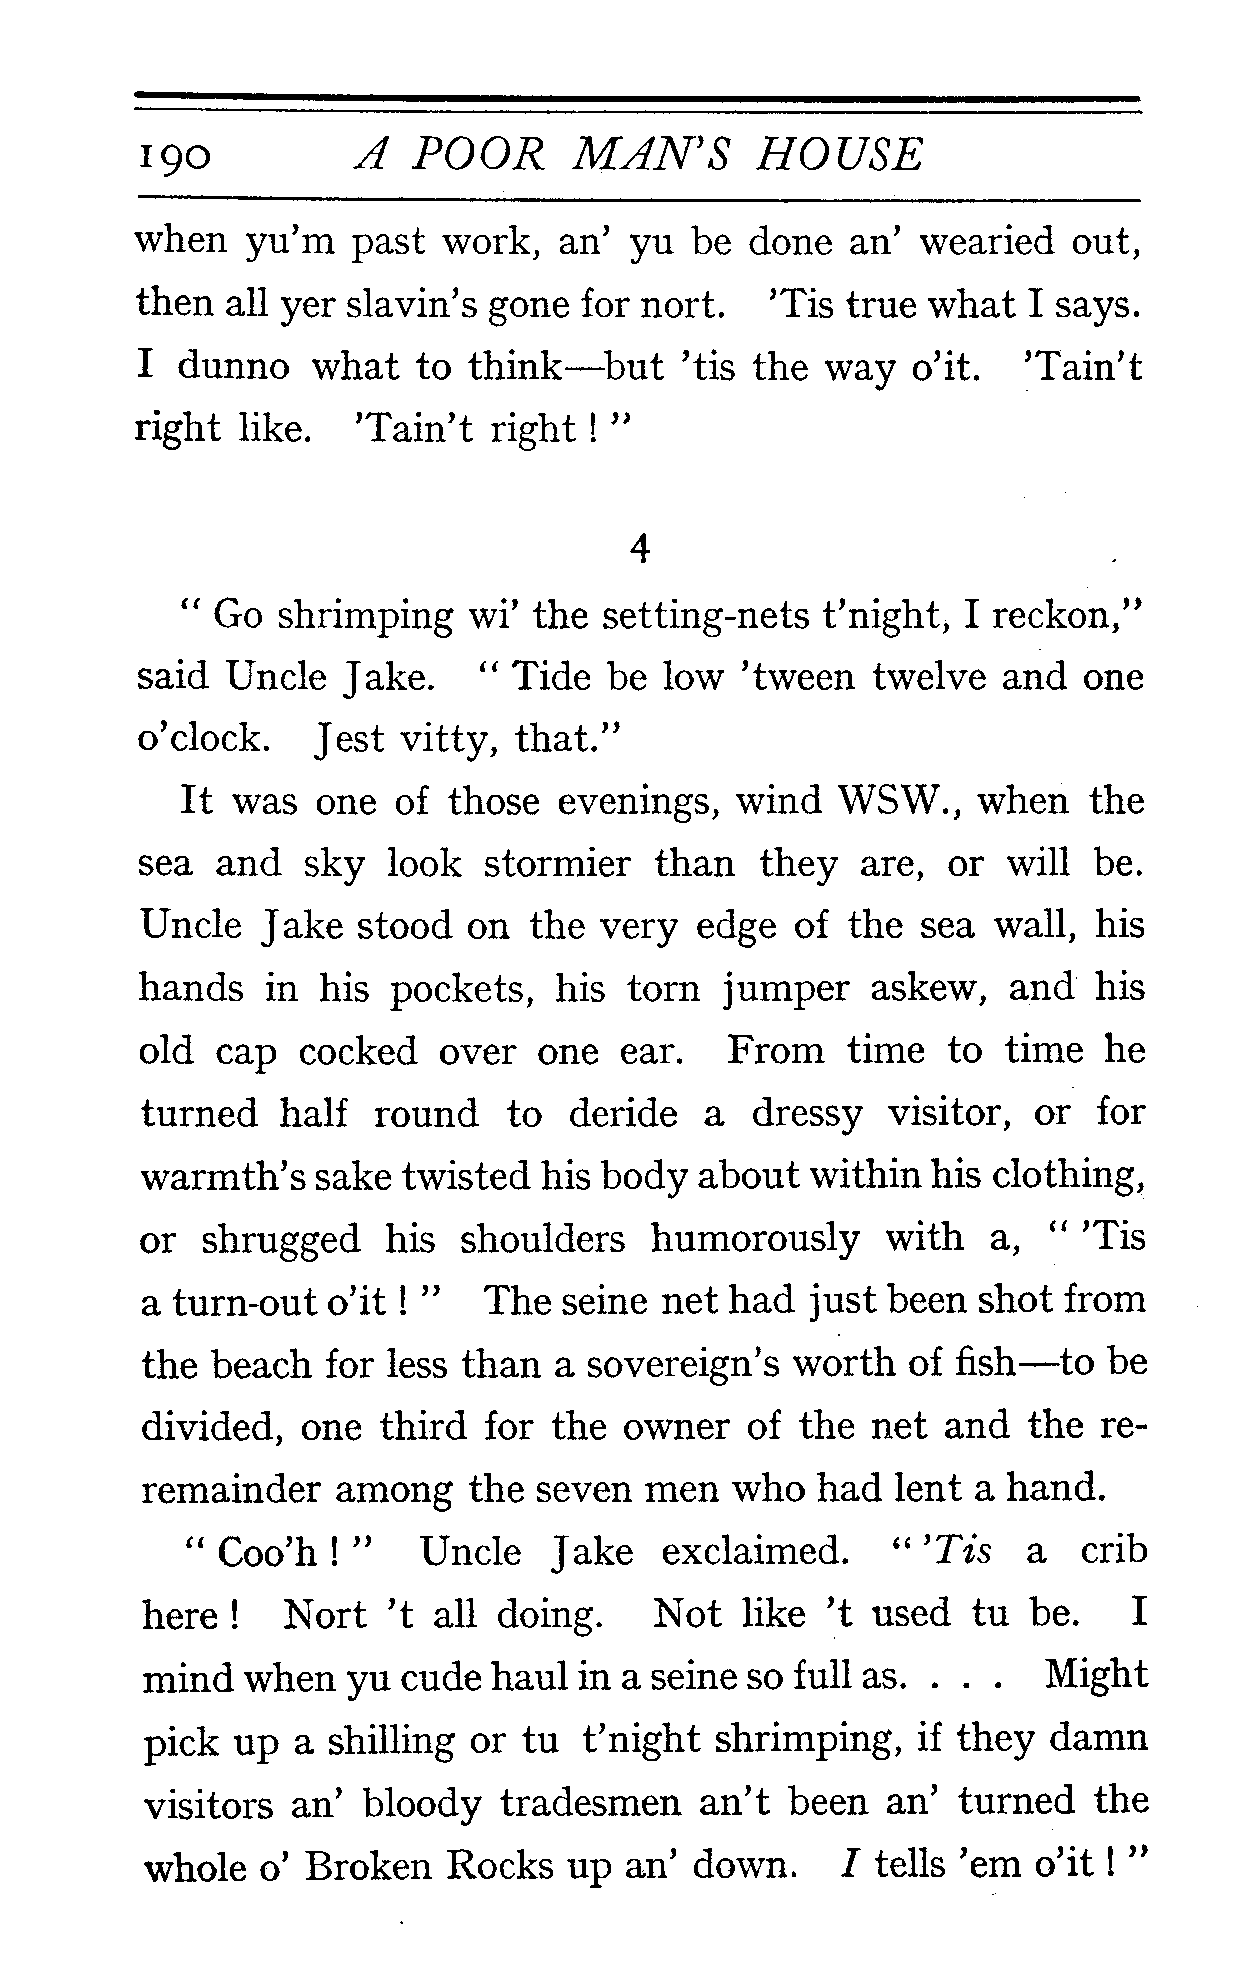 190 A POOR MAN'S HOUSE
when yu'm past work, an' yu be done an' wearied out,
then all yer slavin's gone for nort. 'Tis true what I says.
I dunno what to think—but 'tis the way o'it. 'Tain't
right like. 'Tain't right ! "
4
" Go shrimping wi' the setting-nets t'night, I reckon,"
said Uncle Jake. " Tide be low 'tween twelve and one
o'clock. Jest vitty, that."
It was one of those evenings, wind WSW., when the
sea and sky look stormier than they are, or will be.
Uncle Jake stood on the very edge of the sea wall, his
hands in his pockets, his torn jumper askew, and his
old cap cocked over one ear. From time to time he
turned half round to deride a dressy visitor, or for
warmth's sake twisted his body about within his clothing,
or shrugged his shoulders humorously with a, " 'Tis
a turn-out o'it ! " The seine net had just been shot from
the beach for less than a sovereign's worth of fish—to be
divided, one third for the owner of the net and the re-
remainder among the seven men who had lent a hand.
" Coo'h ! " Uncle Jake exclaimed. " 'Tis a crib
here ! Nort 't all doing. Not like 't used tu be. I
mind when yu cude haul in a seine so full as. . . . Might
pick up a shilling or tu t'night shrimping, if they damn
visitors an' bloody tradesmen an't been an' turned the
whole o' Broken Rocks up an' down. I tells 'em o'it ! "